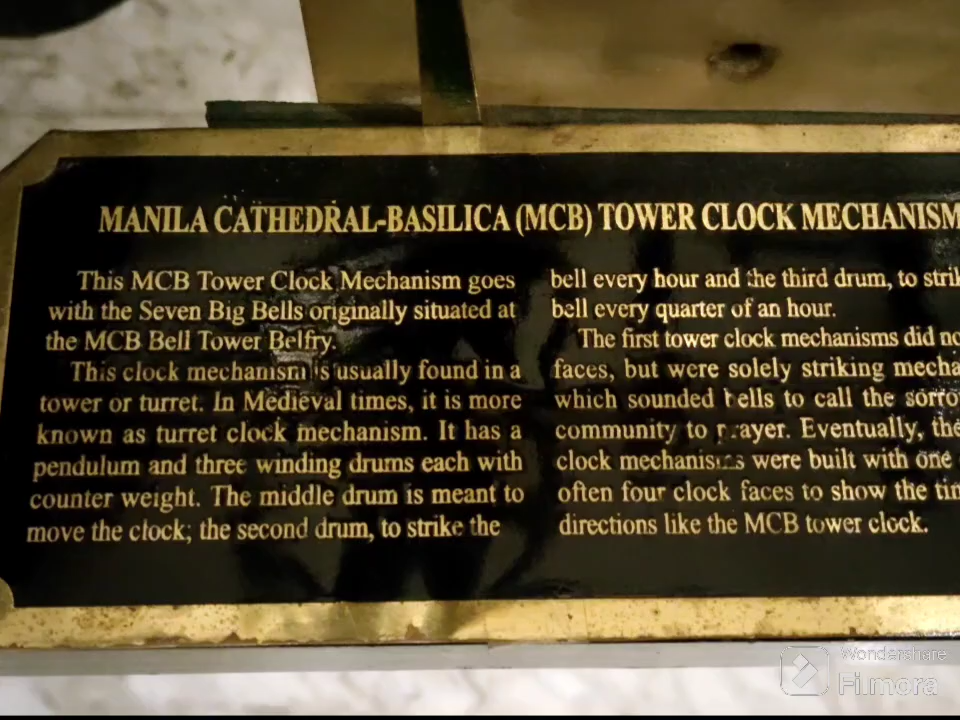 MANILA CATHEDRAL-BASILICA (MCB) TOWER CLOCK MECHANISM
This MCB Tower Clock Mechanism goes
with the Seven Big Bells originally situated at
the MCB Bell Tower Belfry.
This clock mechanism is usually found in a
tower or turret. In Medieval times, it is more
known as turret clock mechanism. It has a
pendulum and three winding drums each with
counter weight. The middle drum is meant to
move the clock; the second drum, to strike the
bell every hour and the third drum, to
bell every quarter of an hour.
The first tower clock mechanisms did
faces, but were solely striking
which sounded bells to call the
community to prayer. Eventually,
clock mechanisms were built with one
often four clock faces to show the
directions like the MCB tower clock.
Wondershare
Filmora